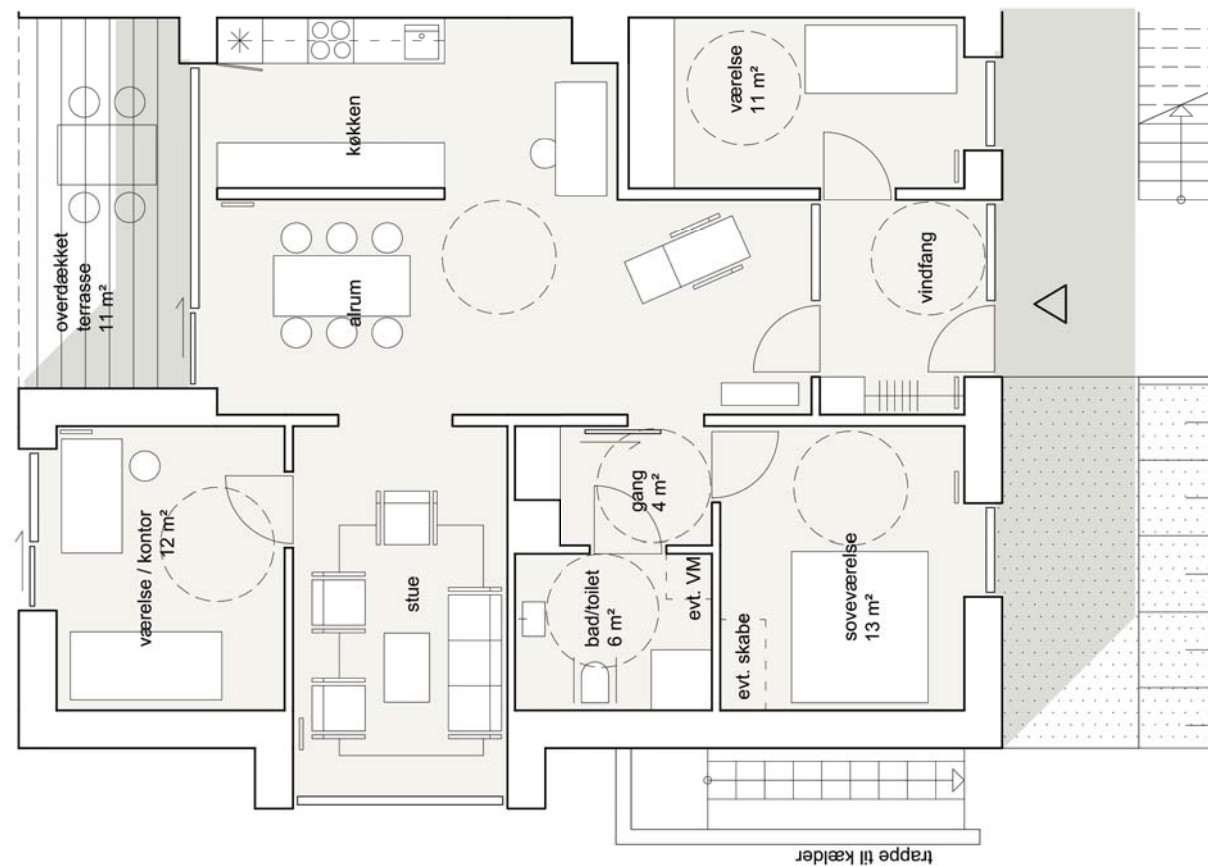 overdækket
terrasse
11 m²
køkken
værelse
11 m²
alrum
vindfang
værelse / kontor
12 m²
stue
gang
4 m²
bad/toilet
6 m²
evt. VM
evt. skabe
soveværelse
13 m²
trappe til kælder